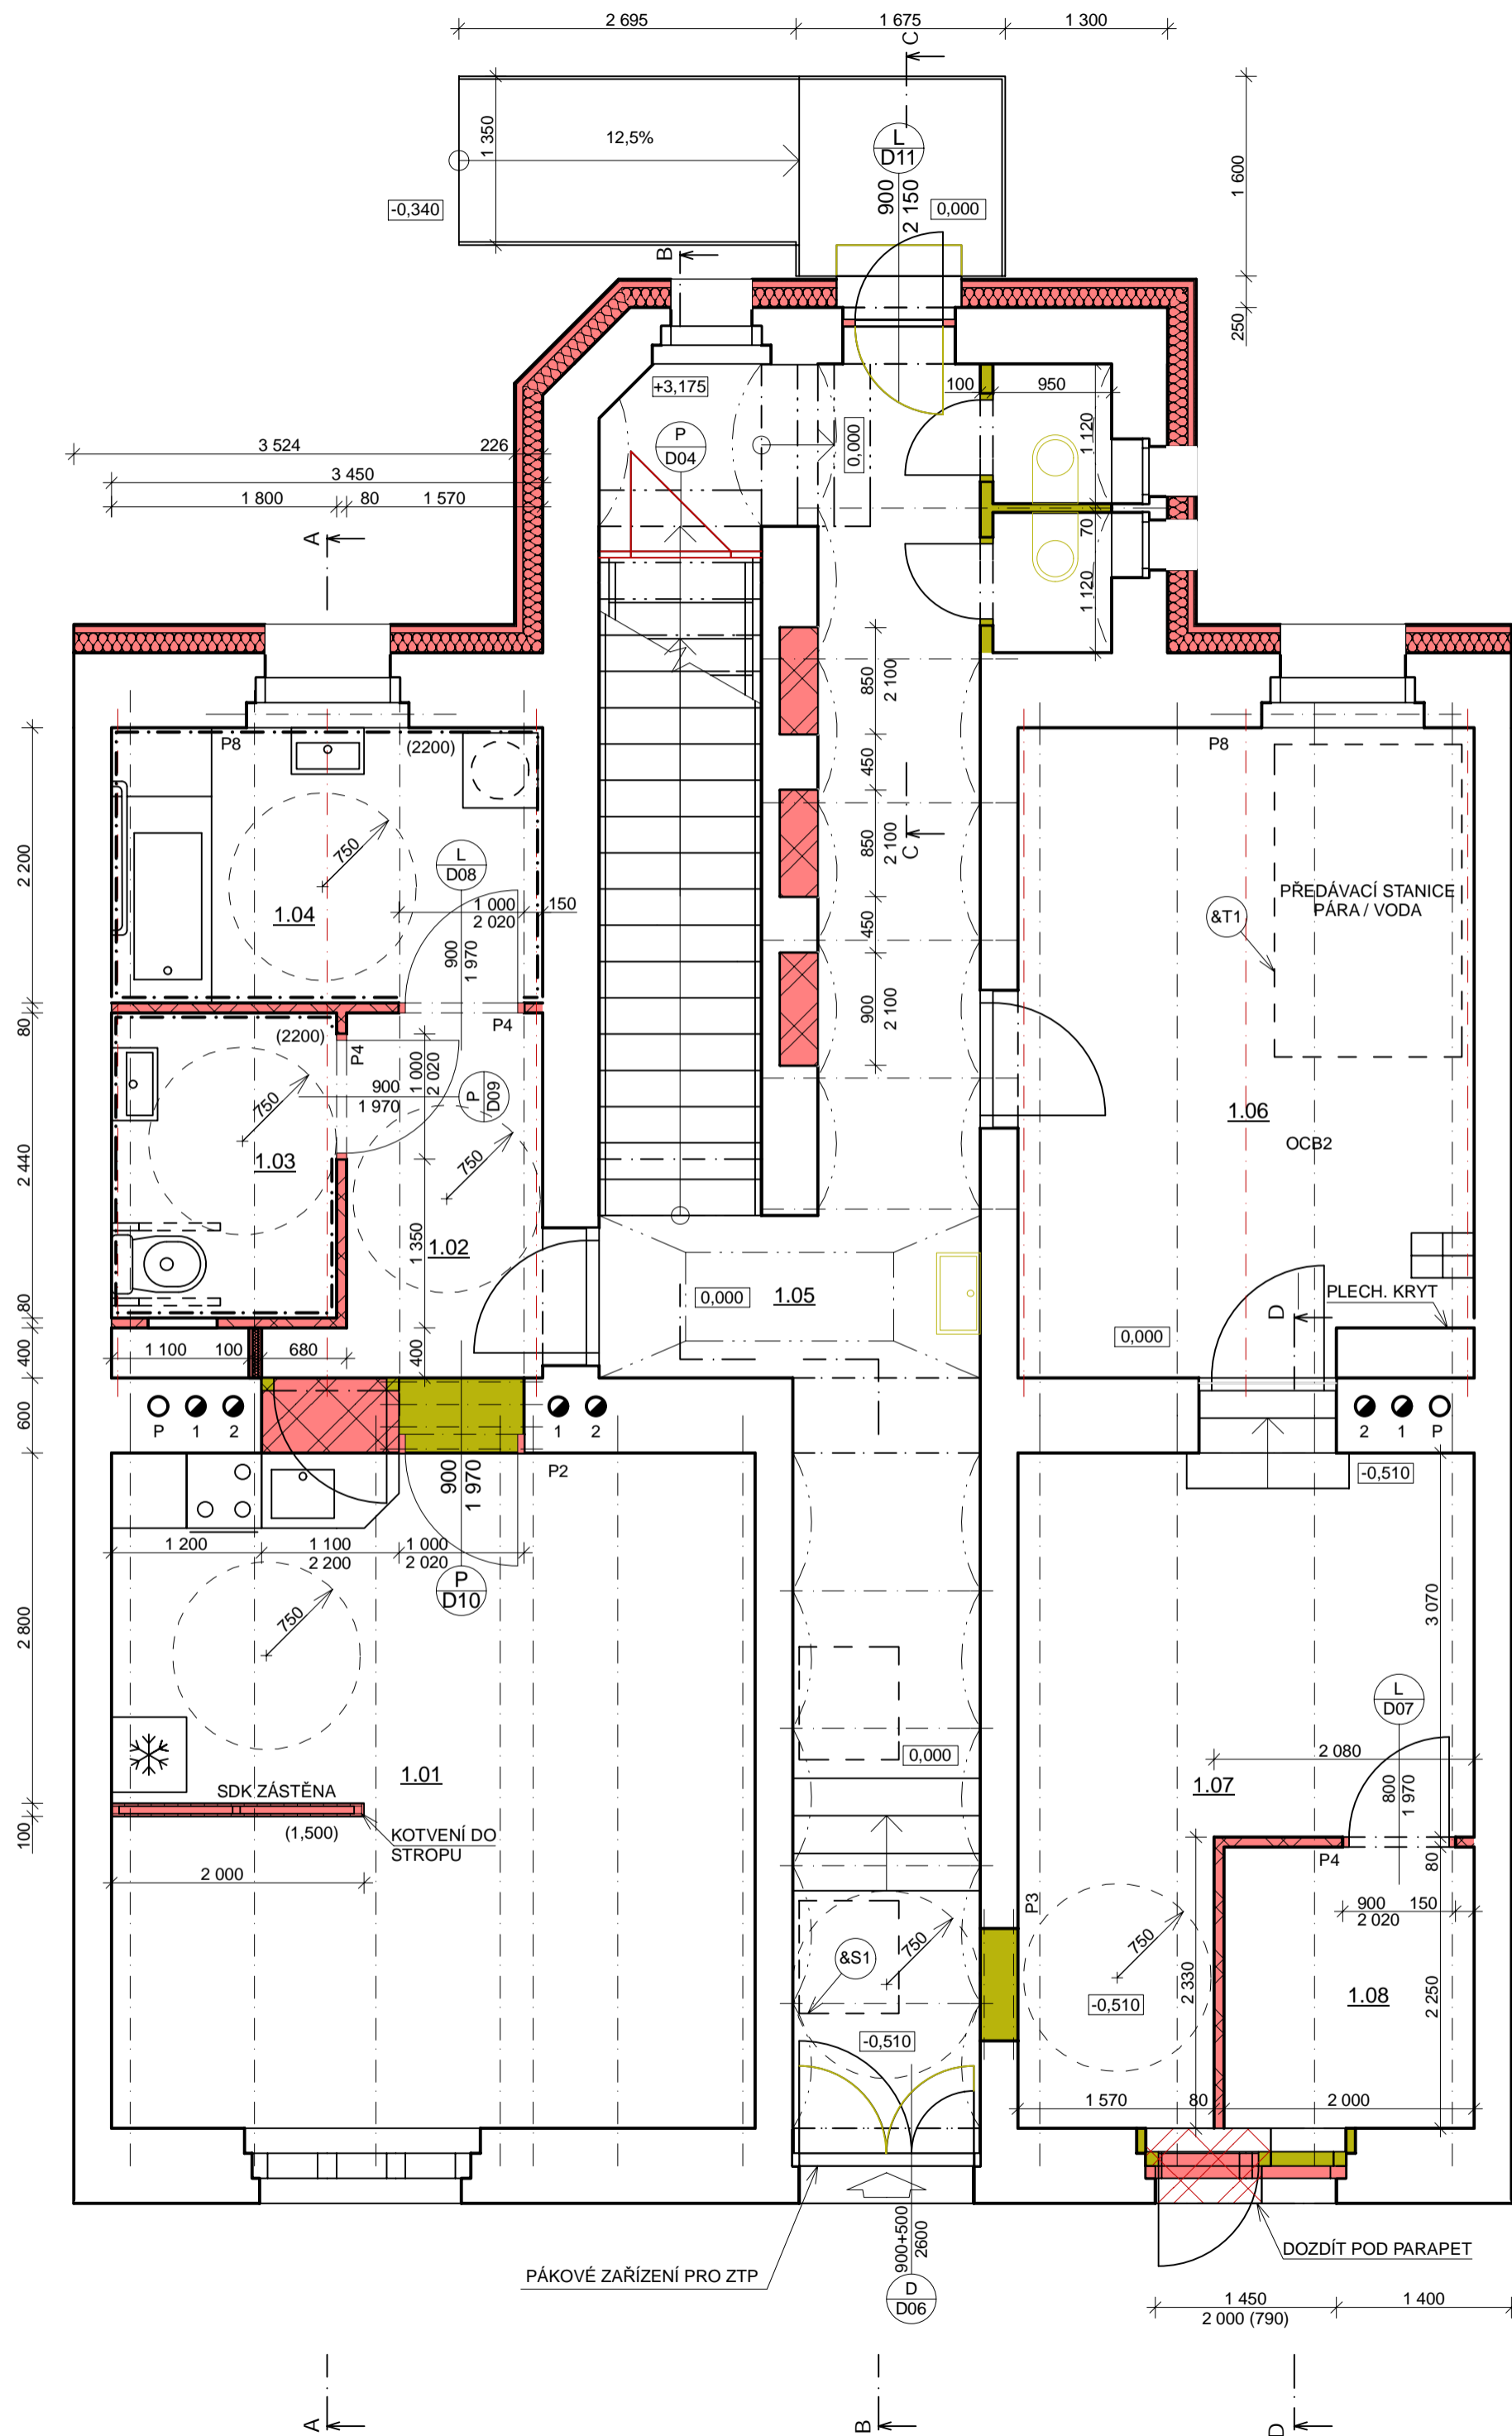 2 695
1 675
1 300
C
1 350
12,5%
L
D11
900
2 150
-0,340
0,000
1 600
250
B
+3,175
P
D04
0,000
100
950
1 120
70
1 120
3 524
226
3 450
1 800
80
1 570
A
850
2 100
450
850
2 100
C
450
900
2 100
P8
(2200)
750
L
D08
1.04
1 000
2 020
150
900
1 970
P4
2 200
80
2 440
80
400
600
2 800
100
(2200)
P4
1 000
2 020
900
1 970
P
D09
750
1.03
750
1 350
1.02
400
1 100
100
680
P8
PŘEDÁVACÍ STANICE
PÁRA / VODA
&T1
1.06
OCB2
0,000
1.05
D
PLECH. KRYT
0,000
P
1
2
1
2
2
1
P
900
1 970
P2
-0,510
1 200
1 100
2 200
1 000
2 020
P
D10
750
3 070
L
D07
2 080
800
1 970
1.01
SDK ZÁSTĚNA
(1,500)
KOTVENÍ DO
STROPU
2 000
0,000
1.07
P4
80
P3
900
150
2 020
&S1
750
750
2 330
1.08
2 250
-0,510
-0,510
1 570
80
2 000
900+500
2600
D
D06
PÁKOVÉ ZAŘÍZENÍ PRO ZTP
DOZDÍT POD PARAPET
1 450
2 000 (790)
1 400
A
B
D